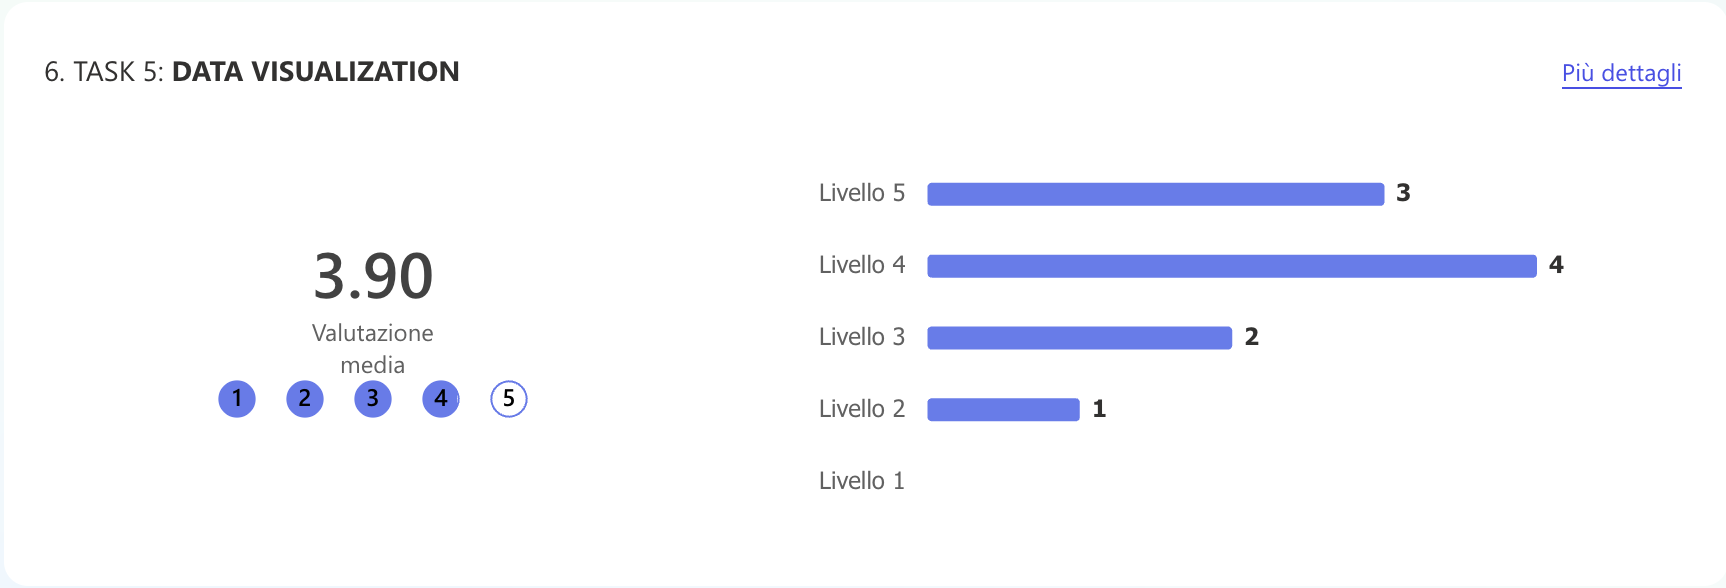 6. TASK 5: DATA VISUALIZATION
Più dettagli
3.90
Valutazione
media
1 2 3 4 5
Livello 5 3
Livello 4 4
Livello 3 2
Livello 2 1
Livello 1